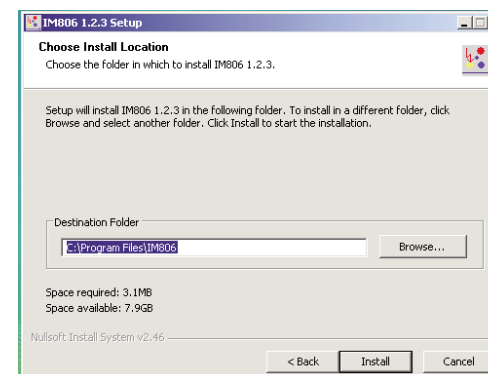 IM806 1.2.3 Setup
Choose Install Location
Choose the folder in which to install IM806 1.2.3.
Setup will install IM806 1.2.3 in the following folder. To install in a different folder, click
Browse and select another folder. Click Install to start the installation.
Destination Folder
C:\Program Files\IM806
Browse...
Space required: 3.1MB
Space available: 7.9GB
Nullsoft Install System v2.46
< Back
Install
Cancel